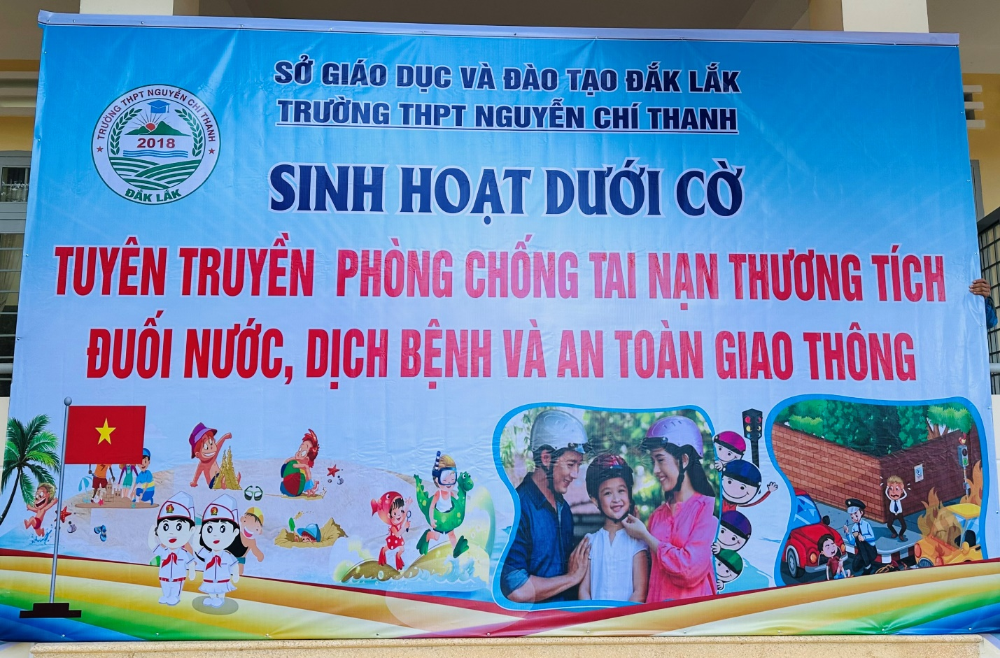 SỞ GIÁO DỤC VÀ ĐÀO TẠO ĐẮK LẮK
TRƯỜNG THPT NGUYỄN CHÍ THANH
TRƯỜNG THPT NGUYỄN CHÍ THANH
2018
ĐẮK LẮK
SINH HOẠT DƯỚI CỜ
TUYÊN TRUYỀN PHÒNG CHỐNG TAI NẠN THƯƠNG TÍCH
ĐUỐI NƯỚC, DỊCH BỆNH VÀ AN TOÀN GIAO THÔNG